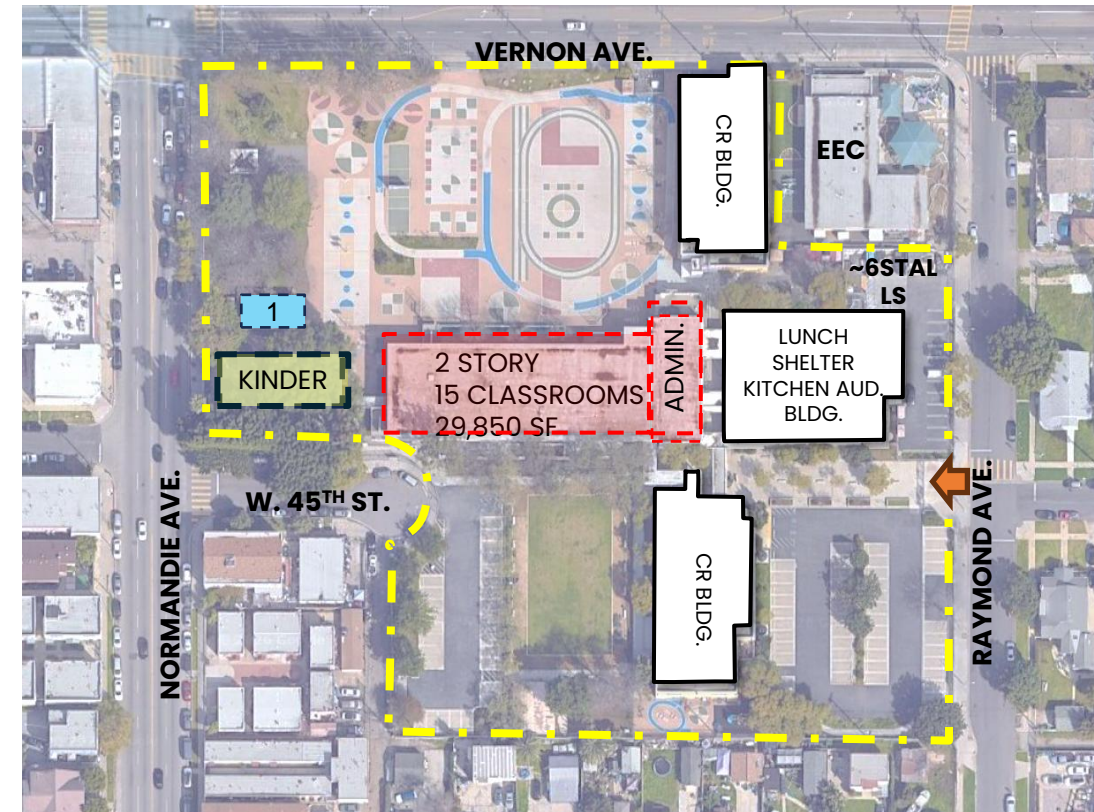 VERNON AVE.
CR BLDG.
EEC
~6STAL
LS
1
KINDER
2 STORY
15 CLASSROOMS
29,850 SF
ADMIN.
LUNCH
SHELTER
KITCHEN AUD.
BLDG.
W. 45TH ST.
NORMANDIE AVE.
CR BLDG.
RAYMOND AVE.